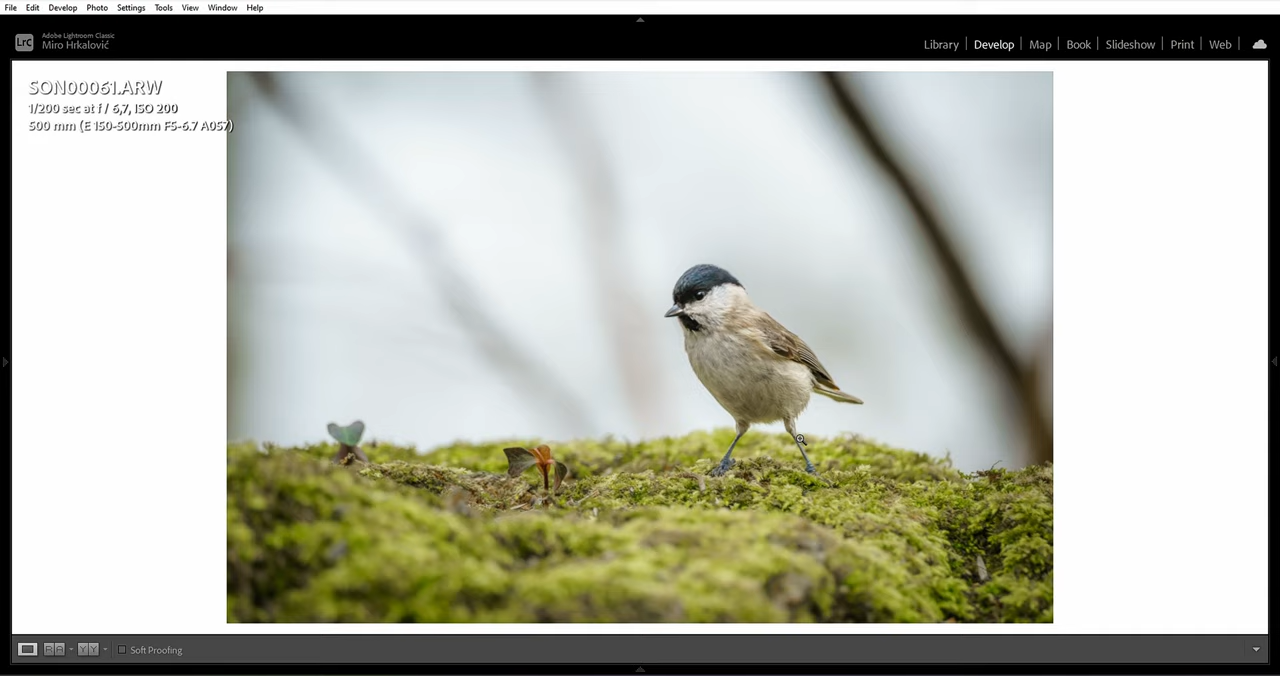 File Edit Develop Photo Settings Tools View Window Help
Lrc
Adobe Lightroom Classic
Miro Hrkalović
Library | Develop | Map | Book | Slideshow | Print | Web |
SON00061.ARW
1/200 sec at f / 6,7, ISO 200
500 mm (E 150-500mm F5-6.7 A057)
R A Y Y Soft Proofing